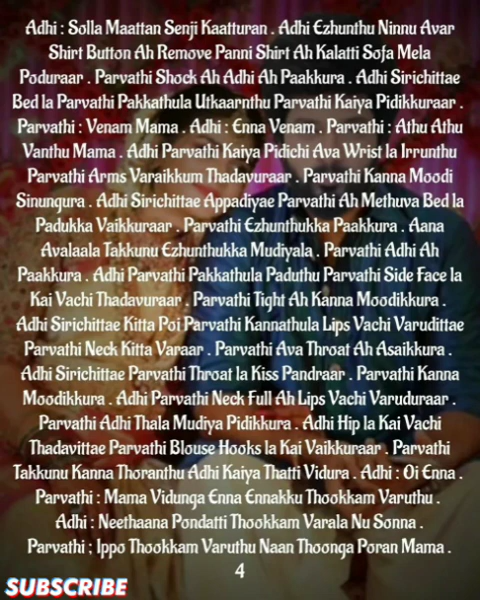 Adhi : Solla Maattan Senji Kaatturan . Adhi Ezhunthu Ninnu Avar
Shirt Button Ah Remove Panni Shirt Ah Kalatti Sofa Mela
Poduraar . Parvathi Shock Ah Adhi Ah Paakkura . Adhi Sirichittae
Bed la Parvathi Pakkathula Utkaarnthu Parvathi Kaiya Pidikkuraar .
Parvathi : Venam Mama . Adhi : Enna Venam . Parvathi : Athu Athu
Vanthu Mama . Adhi Parvathi Kaiya Pidichi Ava Wrist la Irrunthu
Parvathi Arms Varaikkum Thadavuraar . Parvathi Kanna Moodi
Sinungura . Adhi Sirichittae Appadiyae Parvathi Ah Methuva Bed la
Padukka Vaikkuraar . Parvathi Ezhunthukka Paakkura . Aana
Avalaala Takkunu Ezhunthukka Mudiyala . Parvathi Adhi Ah
Paakkura . Adhi Parvathi Pakkathula Paduthu Parvathi Side Face la
Kai Vachi Thadavuraar . Parvathi Tight Ah Kanna Moodikkura .
Adhi Sirichittae Kitta Poi Parvathi Kannathula Lips Vachi Varudittae
Parvathi Neck Kitta Varaar . Parvathi Ava Throat Ah Asaikkura .
Adhi Sirichittae Parvathi Throat la Kiss Pandraar . Parvathi Kanna
Moodikkura . Adhi Parvathi Neck Full Ah Lips Vachi Varuduraar .
Parvathi Adhi Thala Mudiya Pidikkura . Adhi Hip la Kai Vachi
Thadavittae Parvathi Blouse Hooks la Kai Vaikkuraar . Parvathi
Takkunu Kanna Thoranthu Adhi Kaiya Thatti Vidura . Adhi : Oi Enna .
Parvathi : Mama Vidunga Enna Ennakku Thookkam Varuthu .
Adhi : Neethaana Pondatti Thookkam Varala Nu Sonna .
Parvathi ; Ippo Thookkam Varuthu Naan Thoonga Poran Mama .
4
SUBSCRIBE